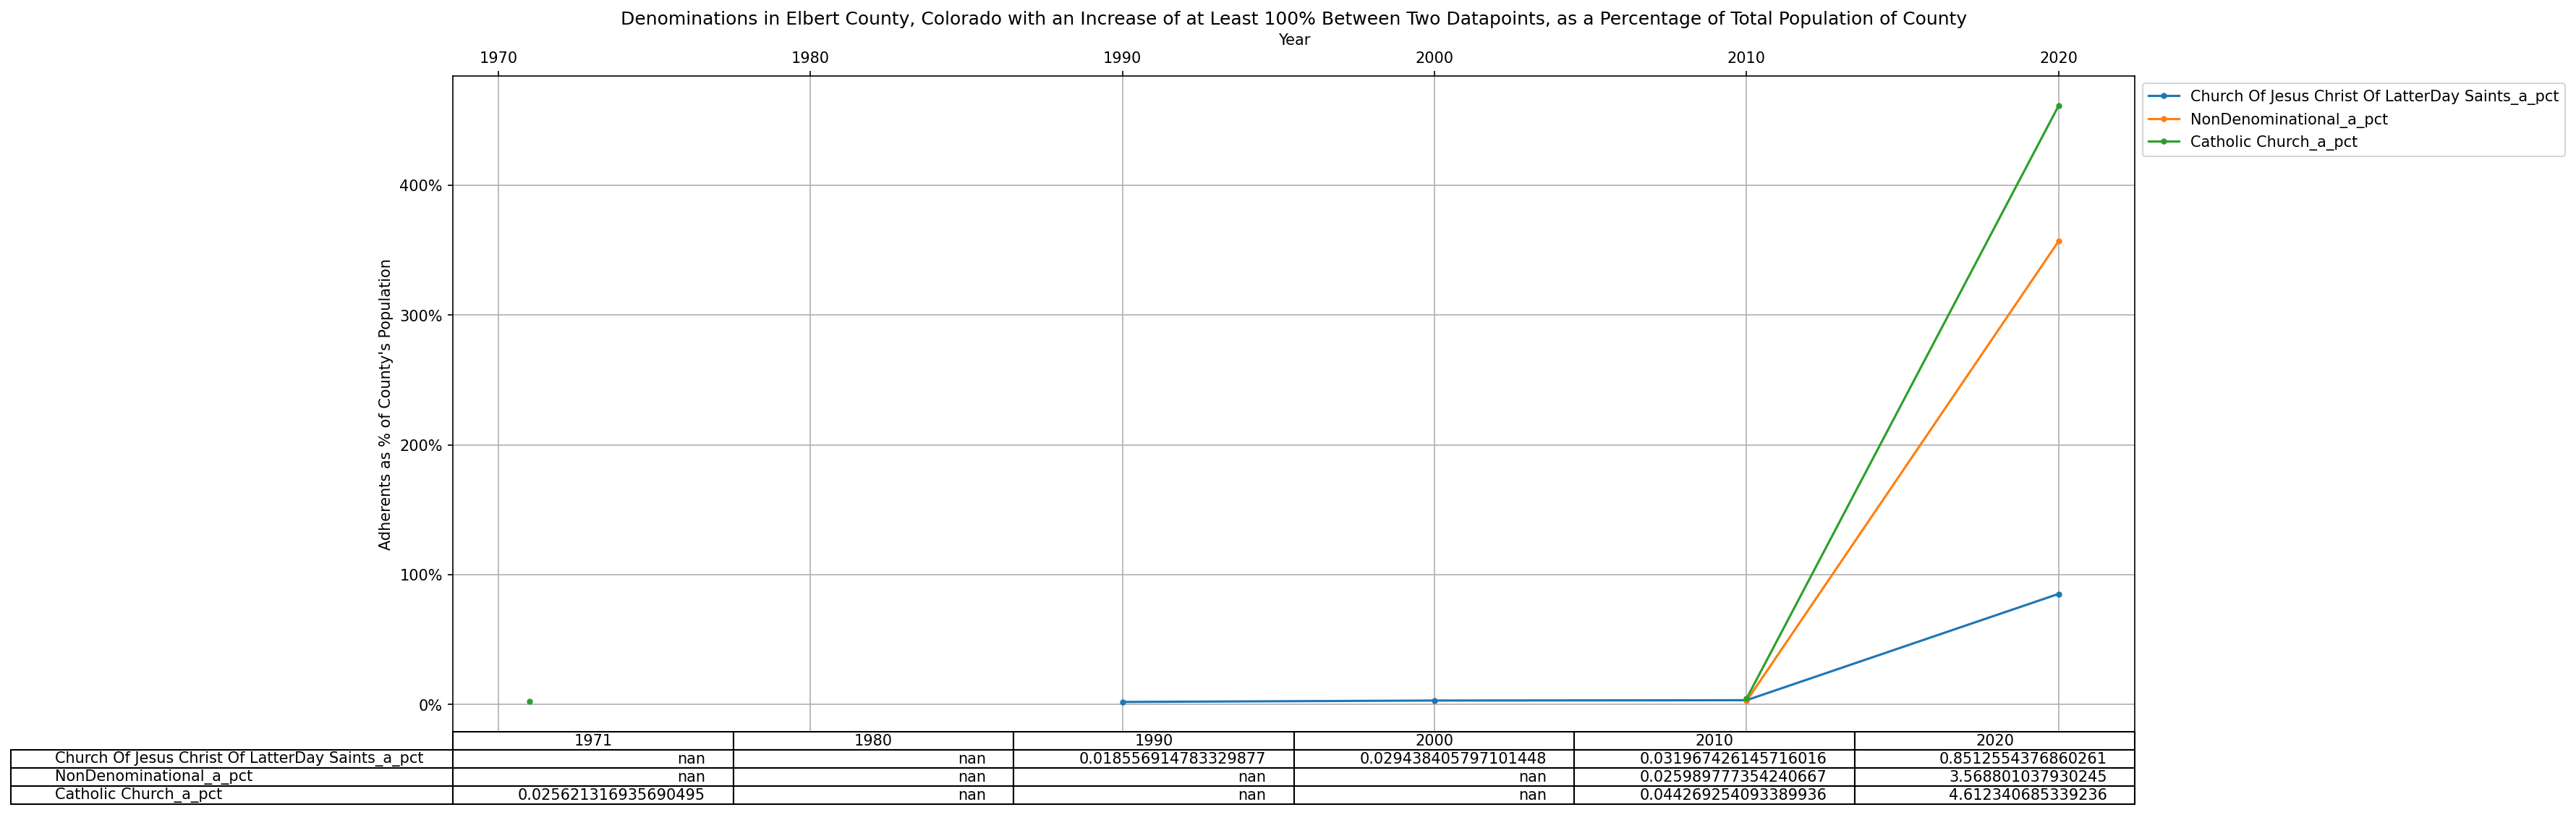 Denominations in Elbert County, Colorado with an Increase of at Least 100% Between Two Datapoints, as a Percentage of Total Population of County
Year
1970 1980 1990 2000 2010 2020
Church Of Jesus Christ Of LatterDay Saints_a_pct
NonDenominational_a_pct
Catholic Church_a_pct
Adherents as % of County's Population
400%
300%
200%
100%
0%
1971 1980 1990 2000 2010 2020
Church Of Jesus Christ Of LatterDay Saints_a_pct nan nan 0.018556914783329877 0.029438405797101448 0.031967426145716016 0.8512554376860261
NonDenominational_a_pct nan nan nan nan 0.025989777354240667 3.568801037930245
Catholic Church_a_pct 0.025621316935690495 nan nan nan 0.044269254093389936 4.612340685339236